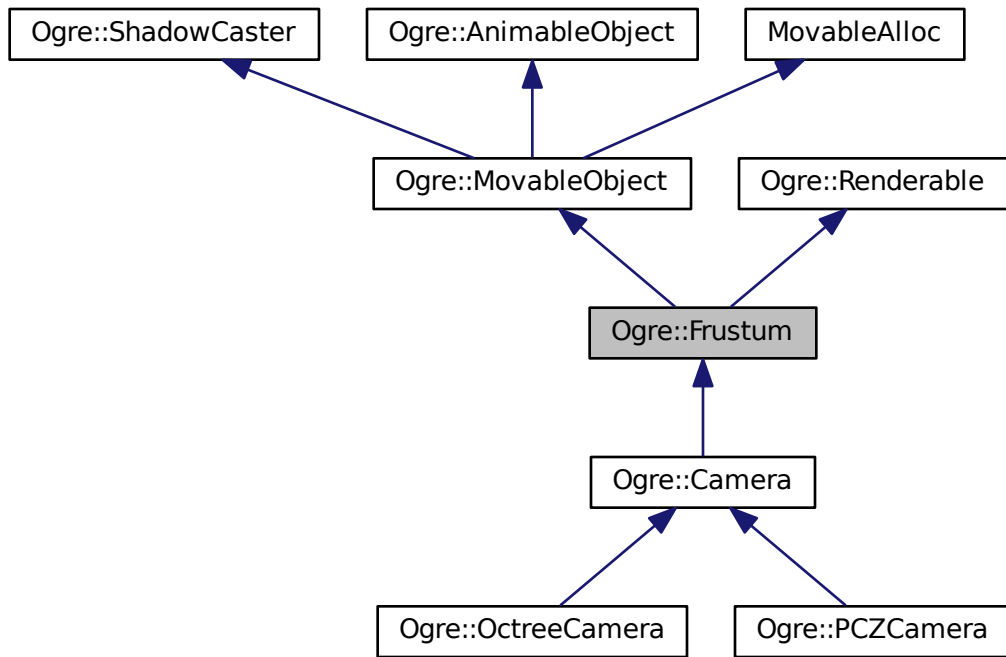 Ogre::ShadowCaster
Ogre::AnimableObject
MovableAlloc
Ogre::MovableObject
Ogre::Renderable
Ogre::Frustum
Ogre::Camera
Ogre::OctreeCamera
Ogre::PCZCamera